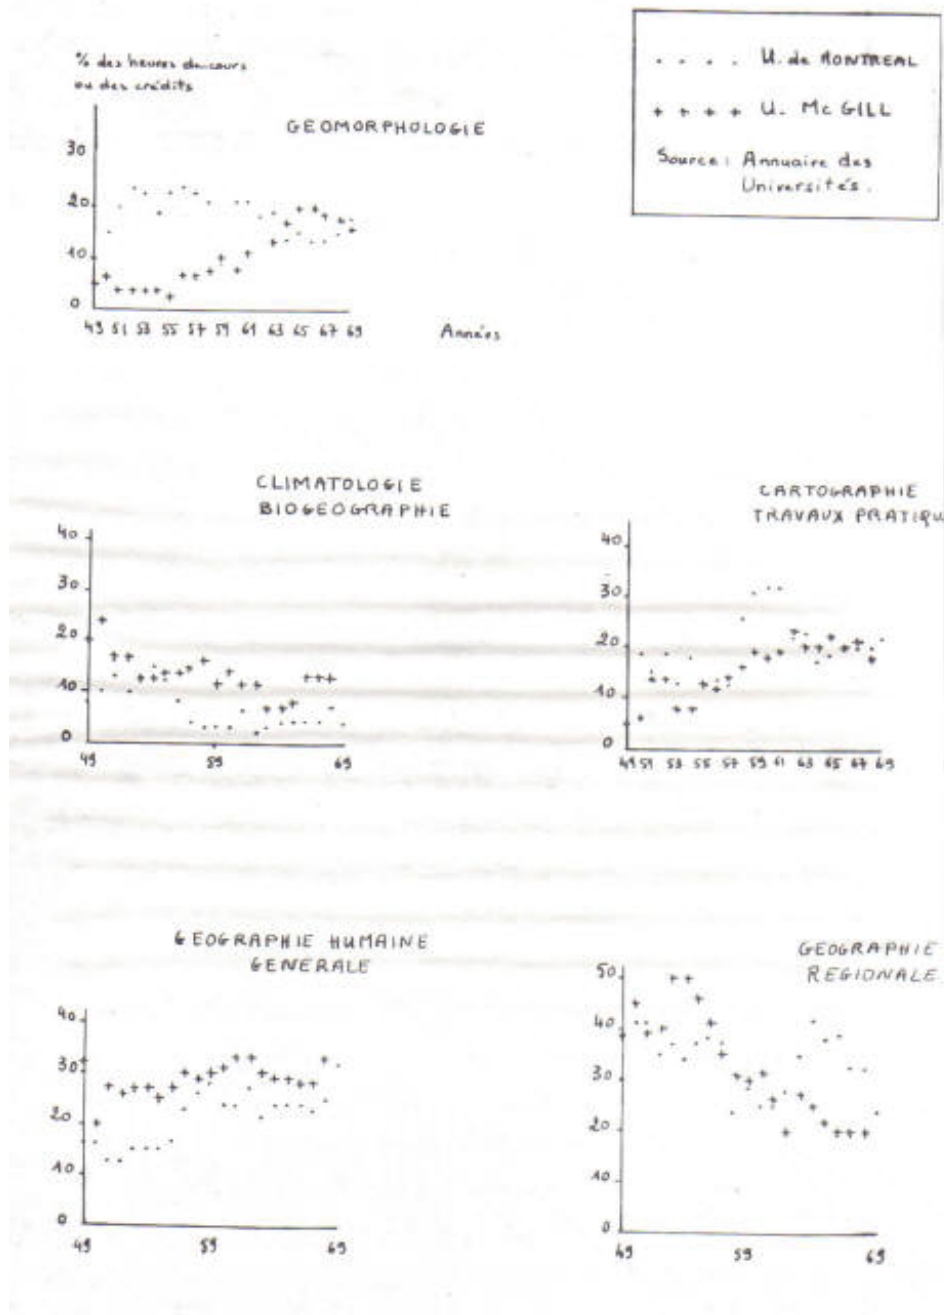 % des heures de cours
ou des crédits
GEOMORPHOLOGIE
30
20
10
0
49 51 53 55 57 59 61 63 65 67 69 Années
. . . . U. de MONTREAL
+ + + + U. Mc GILL
Source : Annuaire des
Universités.
CLIMATOLOGIE
BIOGEOGRAPHIE
40
30
20
10
0
49 59 69
CARTOGRAPHIE
TRAVAUX PRATIQU
40
30
20
10
0
49 51 53 55 57 59 61 63 65 67 69
GEOGRAPHIE HUMAINE
GENERALE
40
30
20
10
0
49 59 69
GEOGRAPHIE
REGIONALE
50
40
30
20
10
0
49 59 69